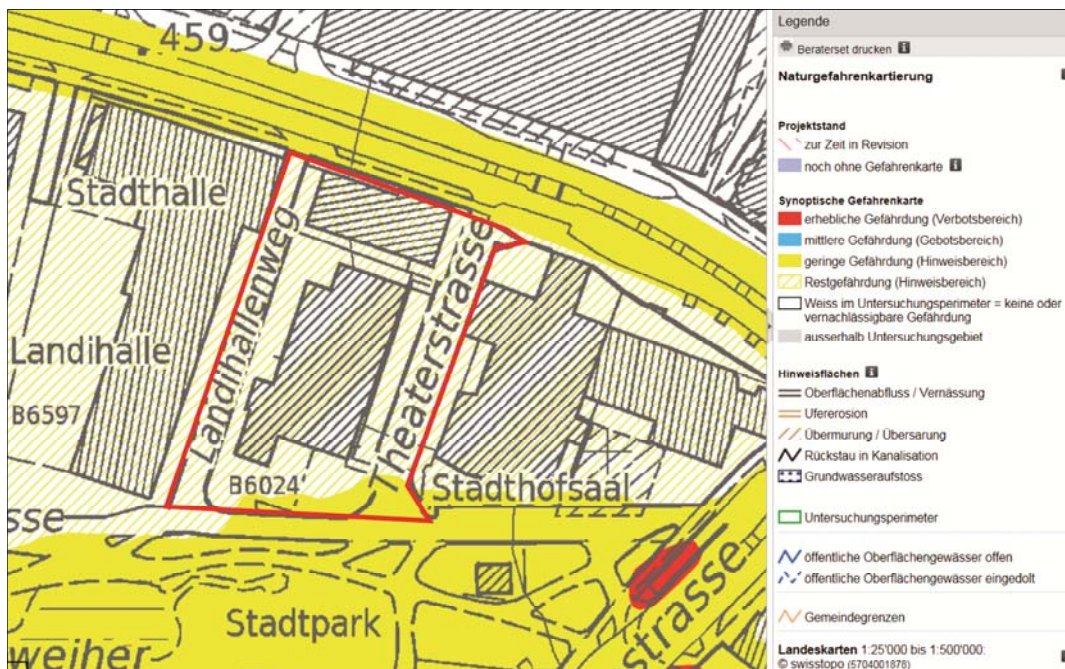 459
Stadthalle
Landihallenweg
Theaterstrasse
Landihalle
B6597
B6024
Stadthofsaal
sse
Stadtpark
weiher
strasse
Legende
Beraterset drucken i
Naturgefahrenkartierung
Projektstand
zur Zeit in Revision
noch ohne Gefahrenkarte i
Synoptische Gefahrenkarte
erhebliche Gefährdung (Verbotsbereich)
mittlere Gefährdung (Gebotsbereich)
geringe Gefährdung (Hinweisbereich)
Restgefährdung (Hinweisbereich)
Weiss im Untersuchungsperimeter = keine oder
vernachlässigbare Gefährdung
ausserhalb Untersuchungsgebiet
Hinweisflächen i
Oberflächenabfluss / Vernässung
Ufererosion
Übermurung / Übersarung
Rückstau in Kanalisation
Grundwasseraufstoss
Untersuchungsperimeter
öffentliche Oberflächengewässer offen
öffentliche Oberflächengewässer eingedolt
Gemeindegrenzen
Landeskarten 1:25'000 bis 1:500'000:
© swisstopo (5704001878)